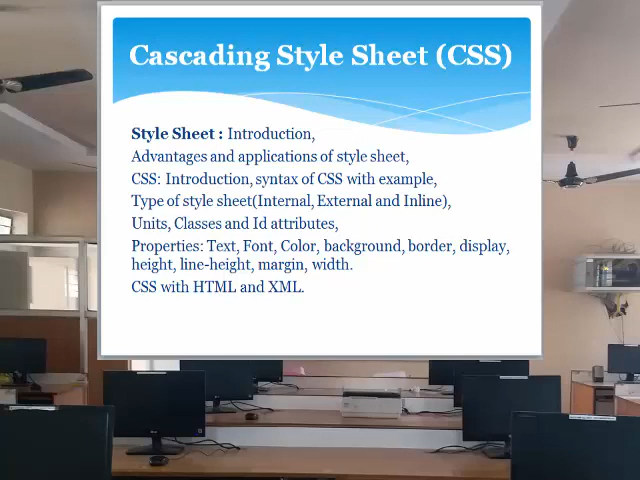 Cascading Style Sheet (CSS)
Style Sheet : Introduction,
Advantages and applications of style sheet,
CSS: Introduction, syntax of CSS with example,
Type of style sheet(Internal, External and Inline),
Units, Classes and Id attributes,
Properties: Text, Font, Color, background, border, display,
height, line-height, margin, width.
CSS with HTML and XML.